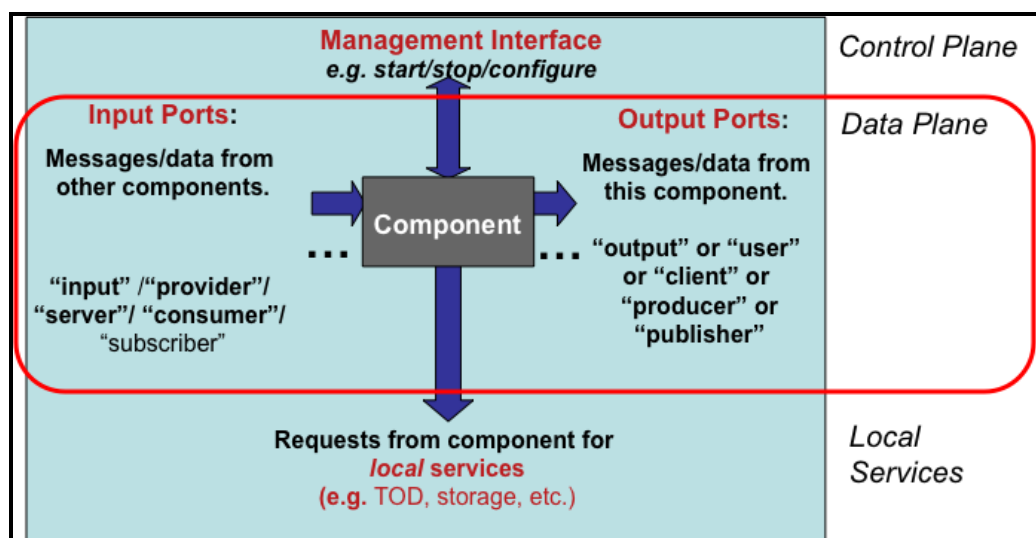 Management Interface
e.g. start/stop/configure
Control Plane
Input Ports:
Messages/data from
other components.
“input” /“provider”/
“server”/ “consumer”/
“subscriber”
Component
...
...
Output Ports:
Messages/data from
this component.
“output” or “user”
or “client” or
“producer” or
“publisher”
Data Plane
Requests from component for
local services
(e.g. TOD, storage, etc.)
Local
Services